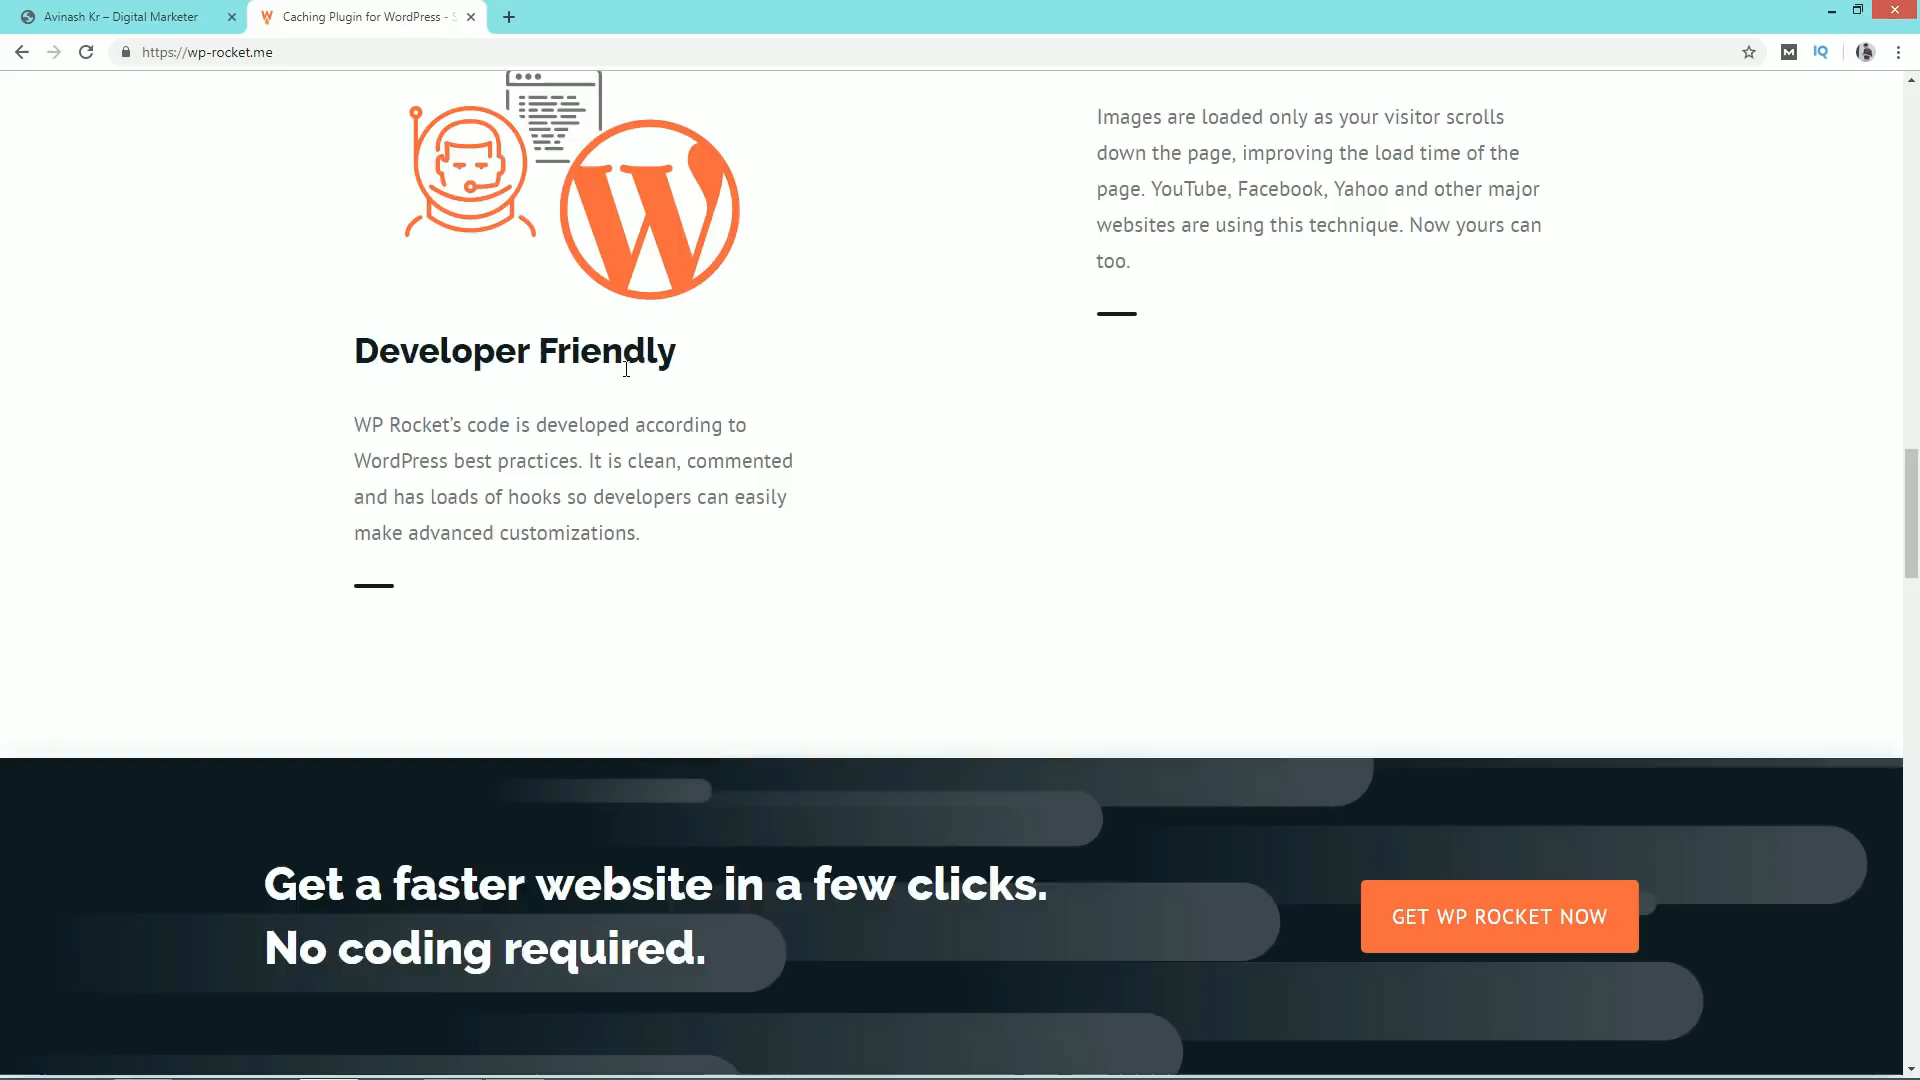 Avinash Kr – Digital Marketer
Caching Plugin for WordPress - S
https://wp-rocket.me
M
IQ
W
Developer Friendly
WP Rocket’s code is developed according to
WordPress best practices. It is clean, commented
and has loads of hooks so developers can easily
make advanced customizations.
Images are loaded only as your visitor scrolls
down the page, improving the load time of the
page. YouTube, Facebook, Yahoo and other major
websites are using this technique. Now yours can
too.
Get a faster website in a few clicks.
No coding required.
GET WP ROCKET NOW